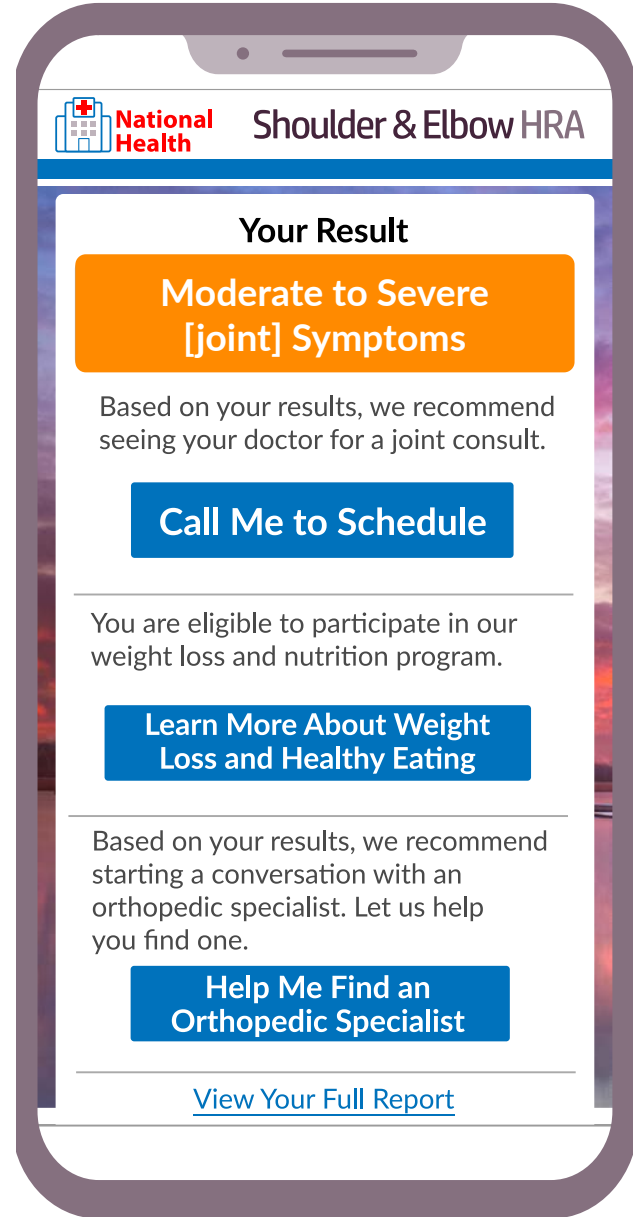 National
Health
Shoulder & Elbow HRA
Your Result
Moderate to Severe
[joint] Symptoms
Based on your results, we recommend
seeing your doctor for a joint consult.
Call Me to Schedule
You are eligible to participate in our
weight loss and nutrition program.
Learn More About Weight
Loss and Healthy Eating
Based on your results, we recommend
starting a conversation with an
orthopedic specialist. Let us help
you find one.
Help Me Find an
Orthopedic Specialist
View Your Full Report